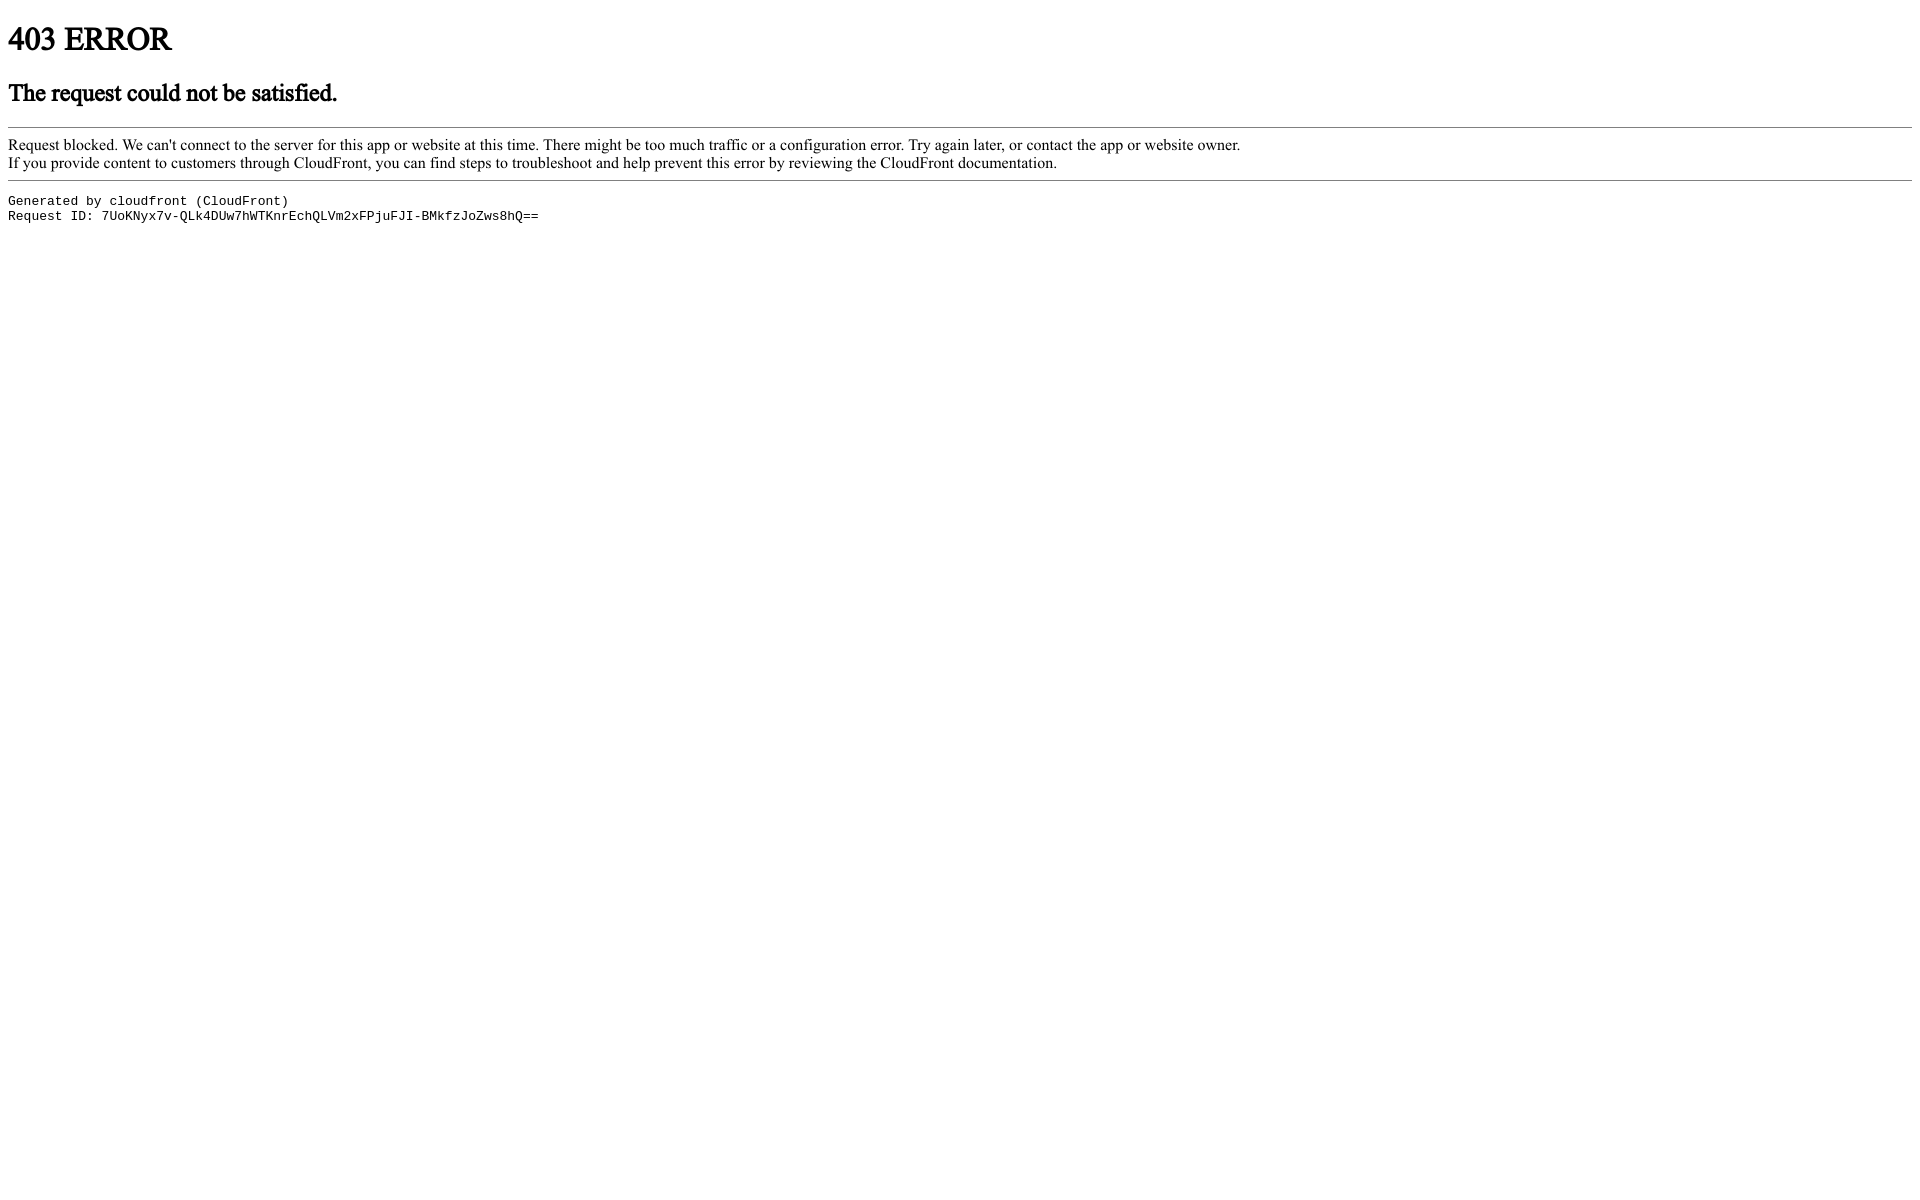 403 ERROR
The request could not be satisfied.
Request blocked. We can't connect to the server for this app or website at this time. There might be too much traffic or a configuration error. Try again later, or contact the app or website owner.
If you provide content to customers through CloudFront, you can find steps to troubleshoot and help prevent this error by reviewing the CloudFront documentation.
Generated by cloudfront (CloudFront)
Request ID: 7UoKNyx7v-QLk4DUw7hWTKnrEchQLVm2xFPjuFJI-BMkfzJoZws8hQ==